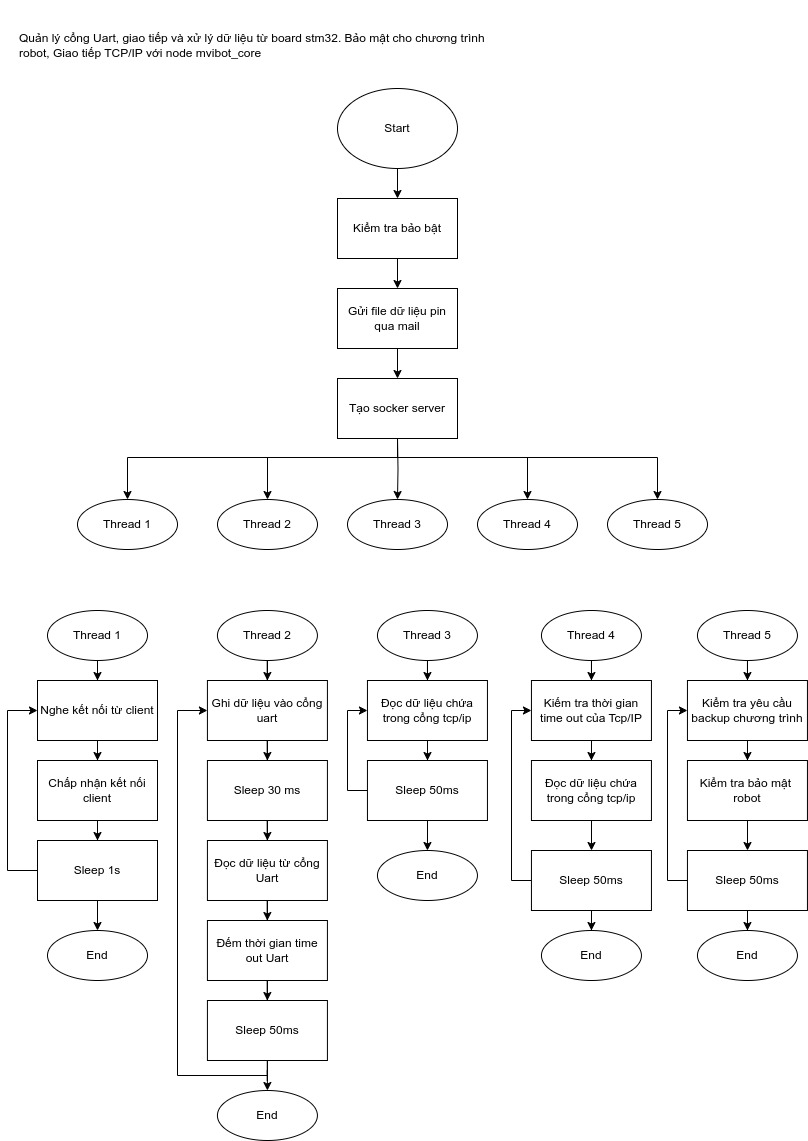 Quản lý cổng Uart, giao tiếp và xử lý dữ liệu từ board stm32. Bảo mật cho chương trình
robot, Giao tiếp TCP/IP với node mvibot_core
Start
Kiểm tra bảo bật
Gửi file dữ liệu pin
qua mail
Tạo socker server
Thread 1
Thread 2
Thread 3
Thread 4
Thread 5
Thread 1
Nghe kết nối từ client
Chấp nhận kết nối
client
Sleep 1s
End
Thread 2
Ghi dữ liệu vào cổng
uart
Sleep 30 ms
Đọc dữ liệu từ cổng
Uart
Đếm thời gian time
out Uart
Sleep 50ms
End
Thread 3
Đọc dữ liệu chứa
trong cổng tcp/ip
Sleep 50ms
End
Thread 4
Kiểm tra thời gian
time out của Tcp/IP
Đọc dữ liệu chứa
trong cổng tcp/ip
Sleep 50ms
End
Thread 5
Kiểm tra yêu cầu
backup chương trình
Kiểm tra bảo mật
robot
Sleep 50ms
End